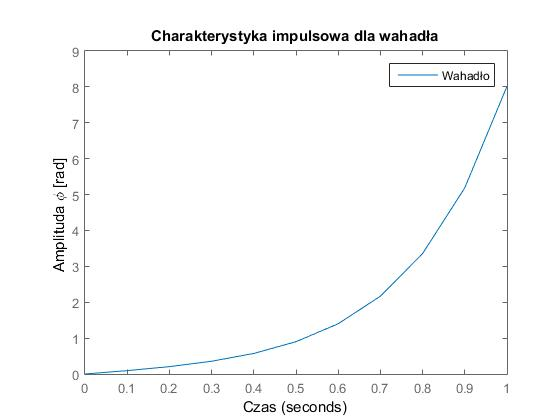 Charakterystyka impulsowa dla wahadła
Wahadło
Amplituda ϕ [rad]
9
8
7
6
5
4
3
2
1
0
0 0.1 0.2 0.3 0.4 0.5 0.6 0.7 0.8 0.9 1
Czas (seconds)